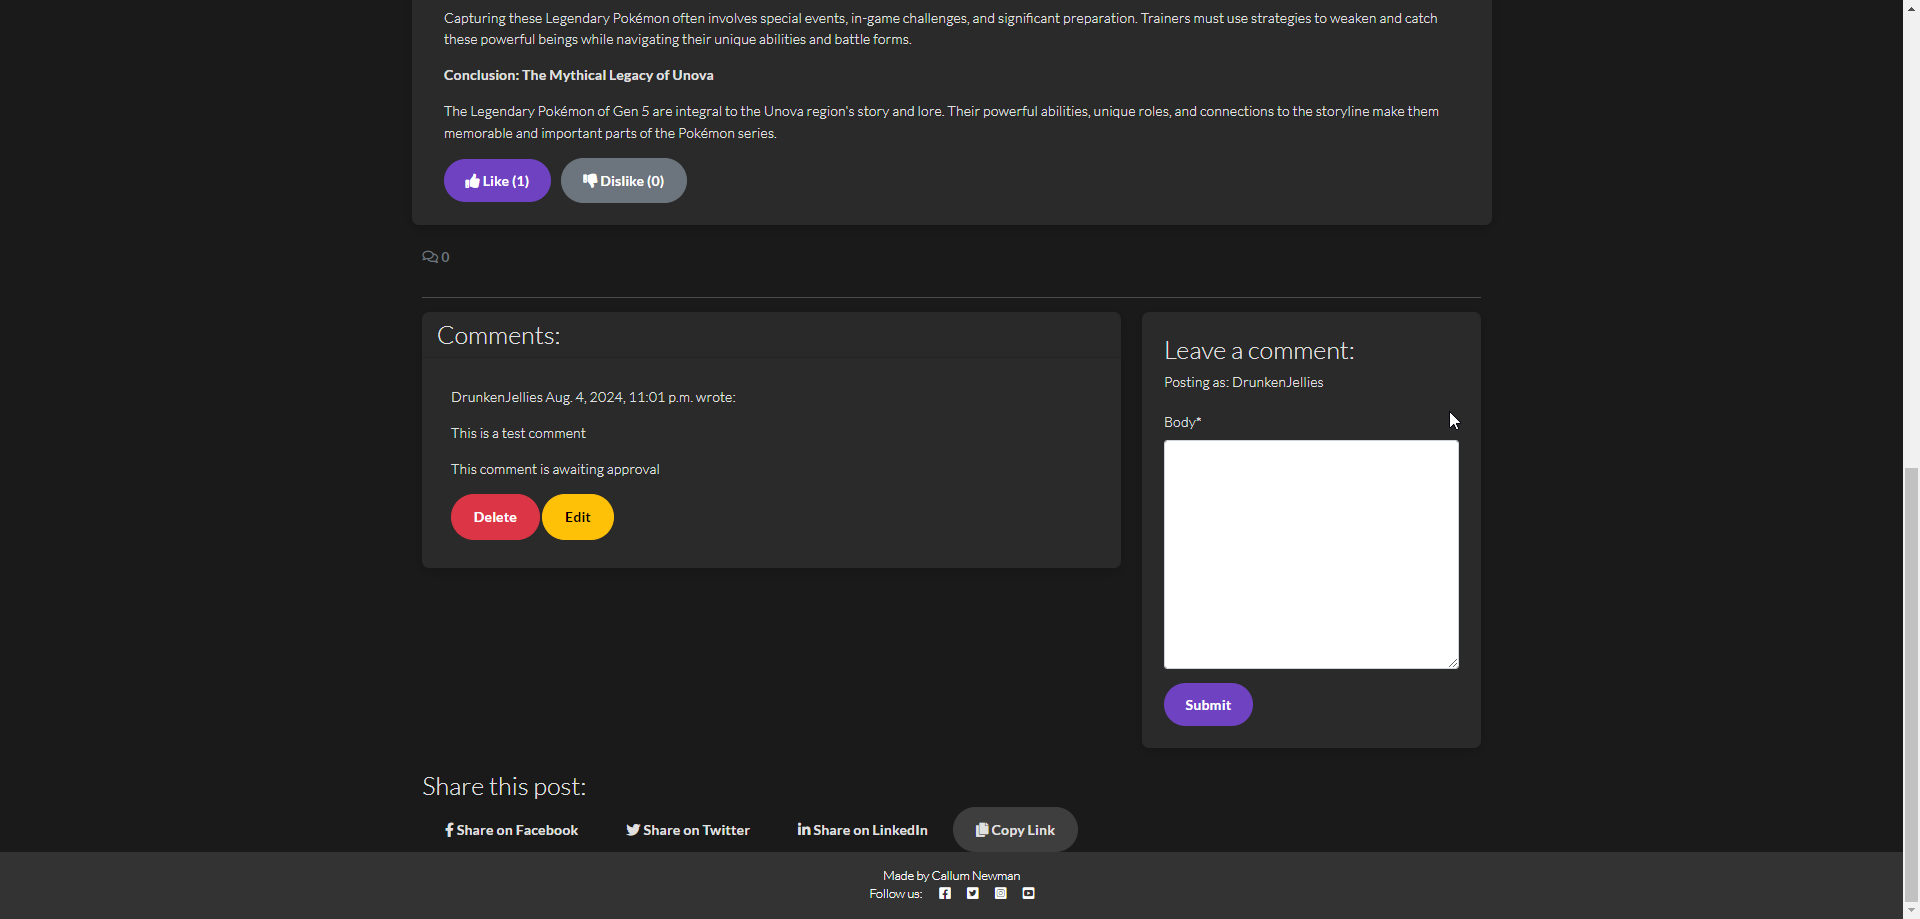 Capturing these Legendary Pokémon often involves special events, in-game challenges, and significant preparation. Trainers must use strategies to weaken and catch
these powerful beings while navigating their unique abilities and battle forms.
Conclusion: The Mythical Legacy of Unova
The Legendary Pokémon of Gen 5 are integral to the Unova region's story and lore. Their powerful abilities, unique roles, and connections to the storyline make them
memorable and important parts of the Pokémon series.
Like (1) Dislike (0)
0
Comments:
DrunkenJellies Aug. 4, 2024, 11:01 p.m. wrote:
This is a test comment
This comment is awaiting approval
Delete Edit
Leave a comment:
Posting as: DrunkenJellies
Body*
Submit
Share this post:
Share on Facebook Share on Twitter Share on LinkedIn Copy Link
Made by Callum Newman
Follow us: